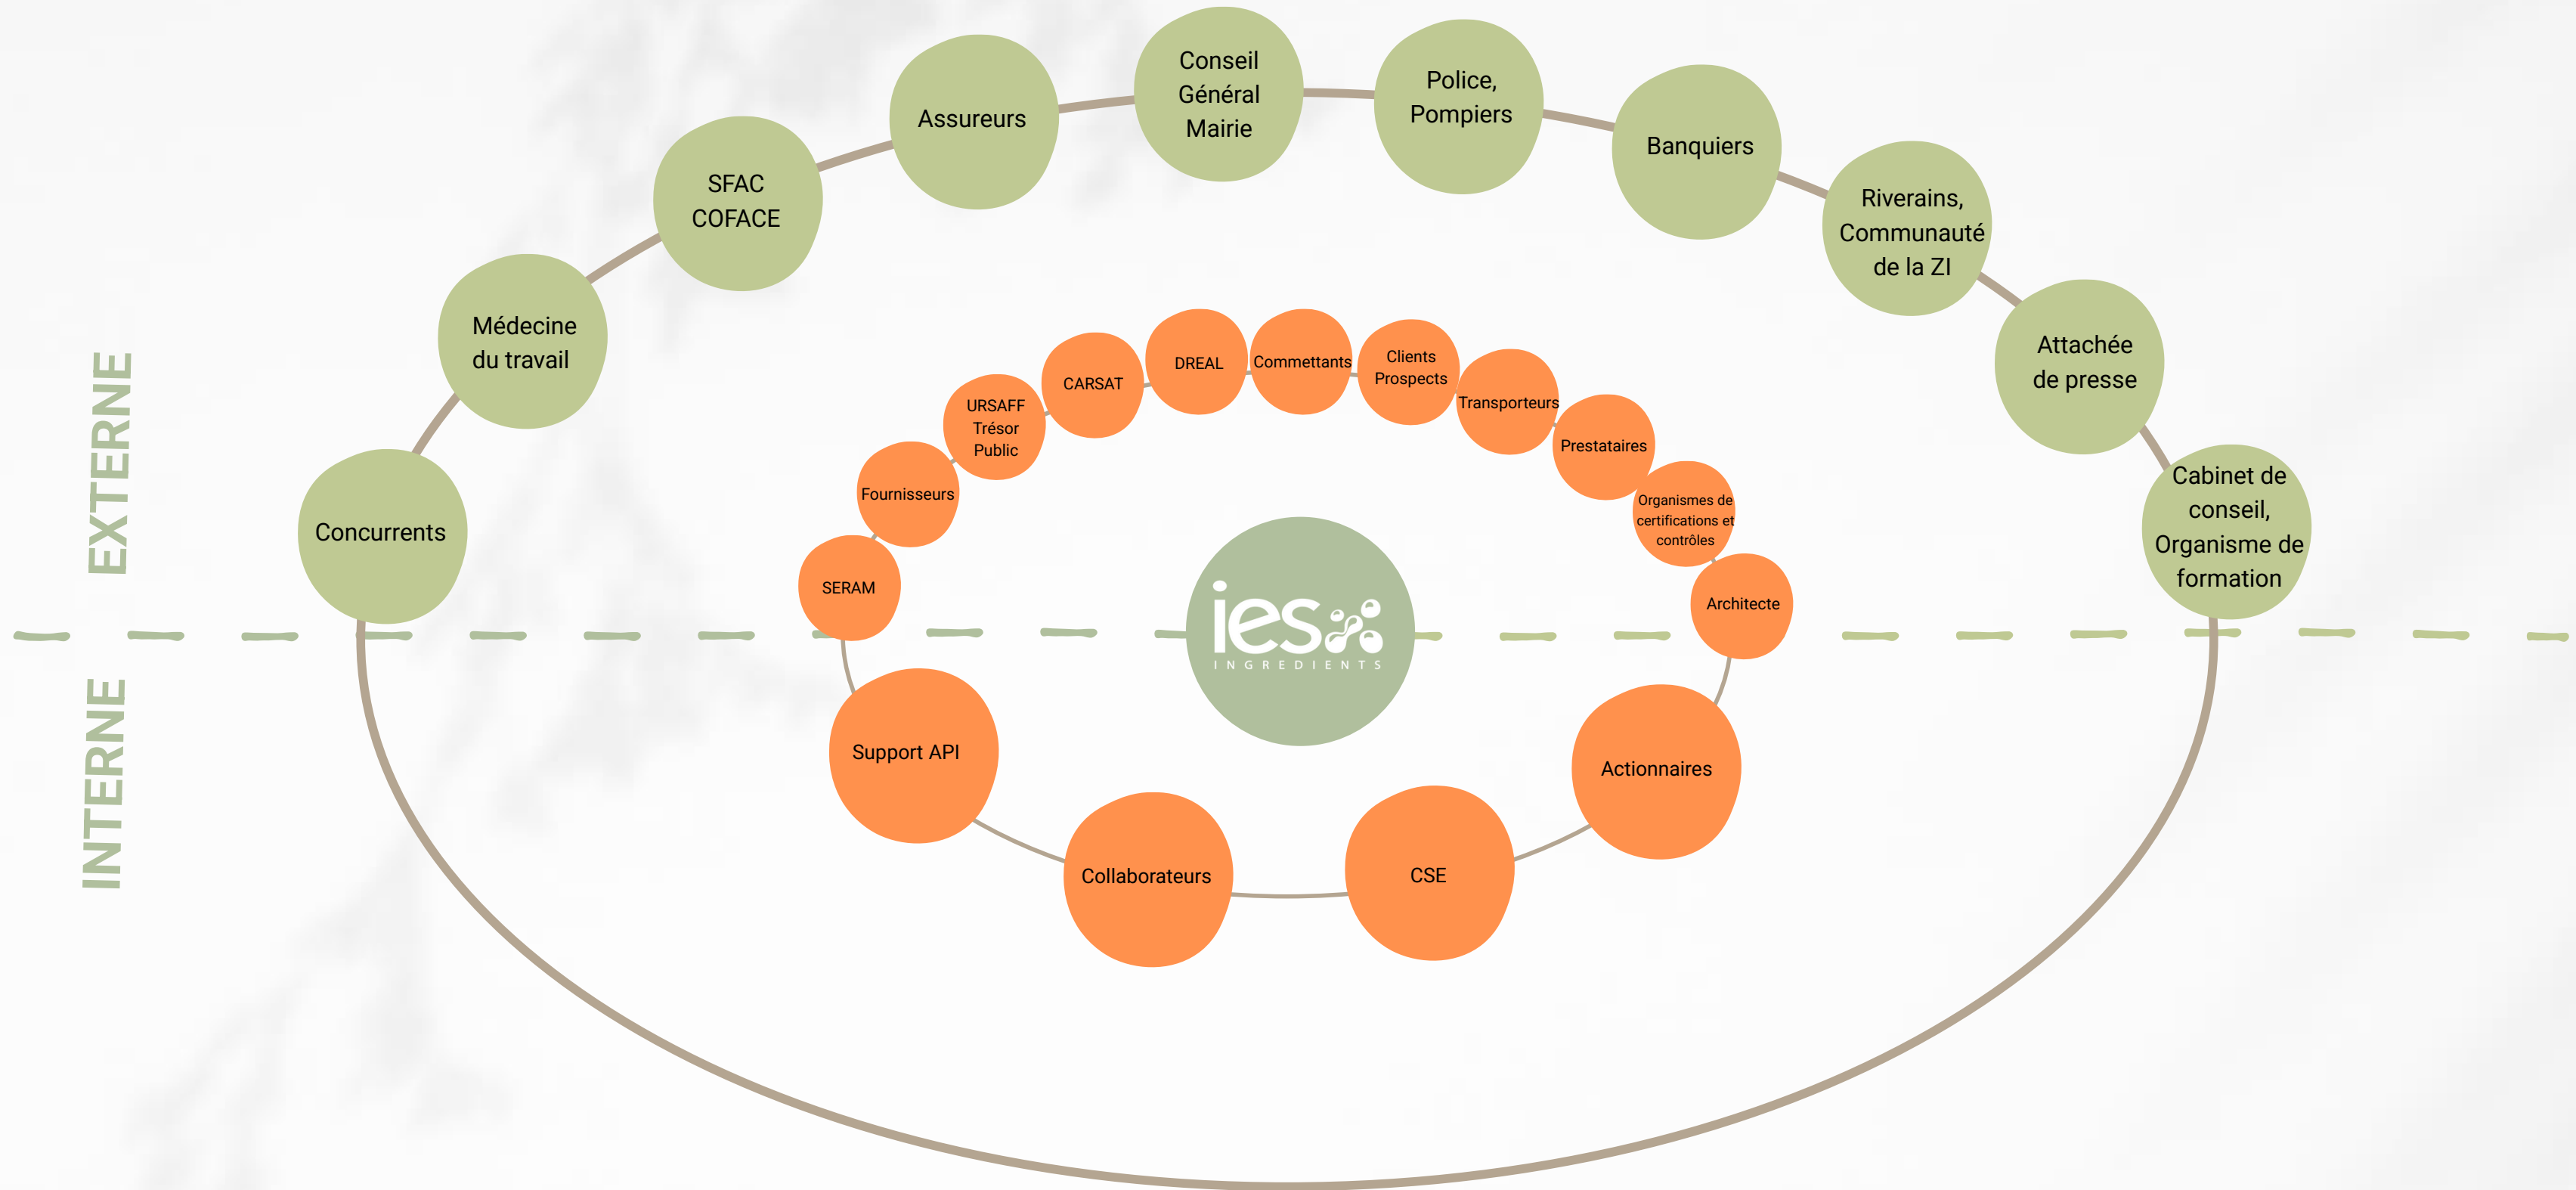 Conseil
Général
Mairie
Police,
Pompiers
Assureurs
Banquiers
SFAC
COFACE
Riverains,
Communauté
de la ZI
Médecine
du travail
Attachée
de presse
Concurrents
Cabinet de
conseil,
Organisme de
formation
EXTERNE
DREAL
Commettants
Clients
Prospects
CARSAT
Transporteurs
URSAFF
Trésor
Public
Prestataires
Fournisseurs
Organismes de
certifications et
contrôles
SERAM
Architecte
ies
INGREDIENTS
INTERNE
Support API
Actionnaires
Collaborateurs
CSE